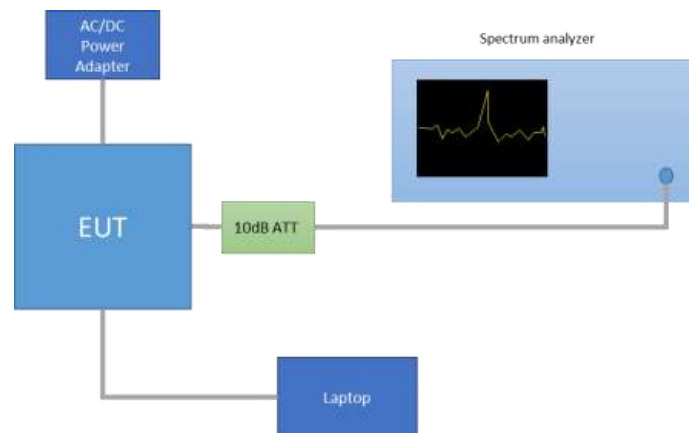 AC/DC
Power
Adapter
Spectrum analyzer
EUT
10dB ATT
Laptop